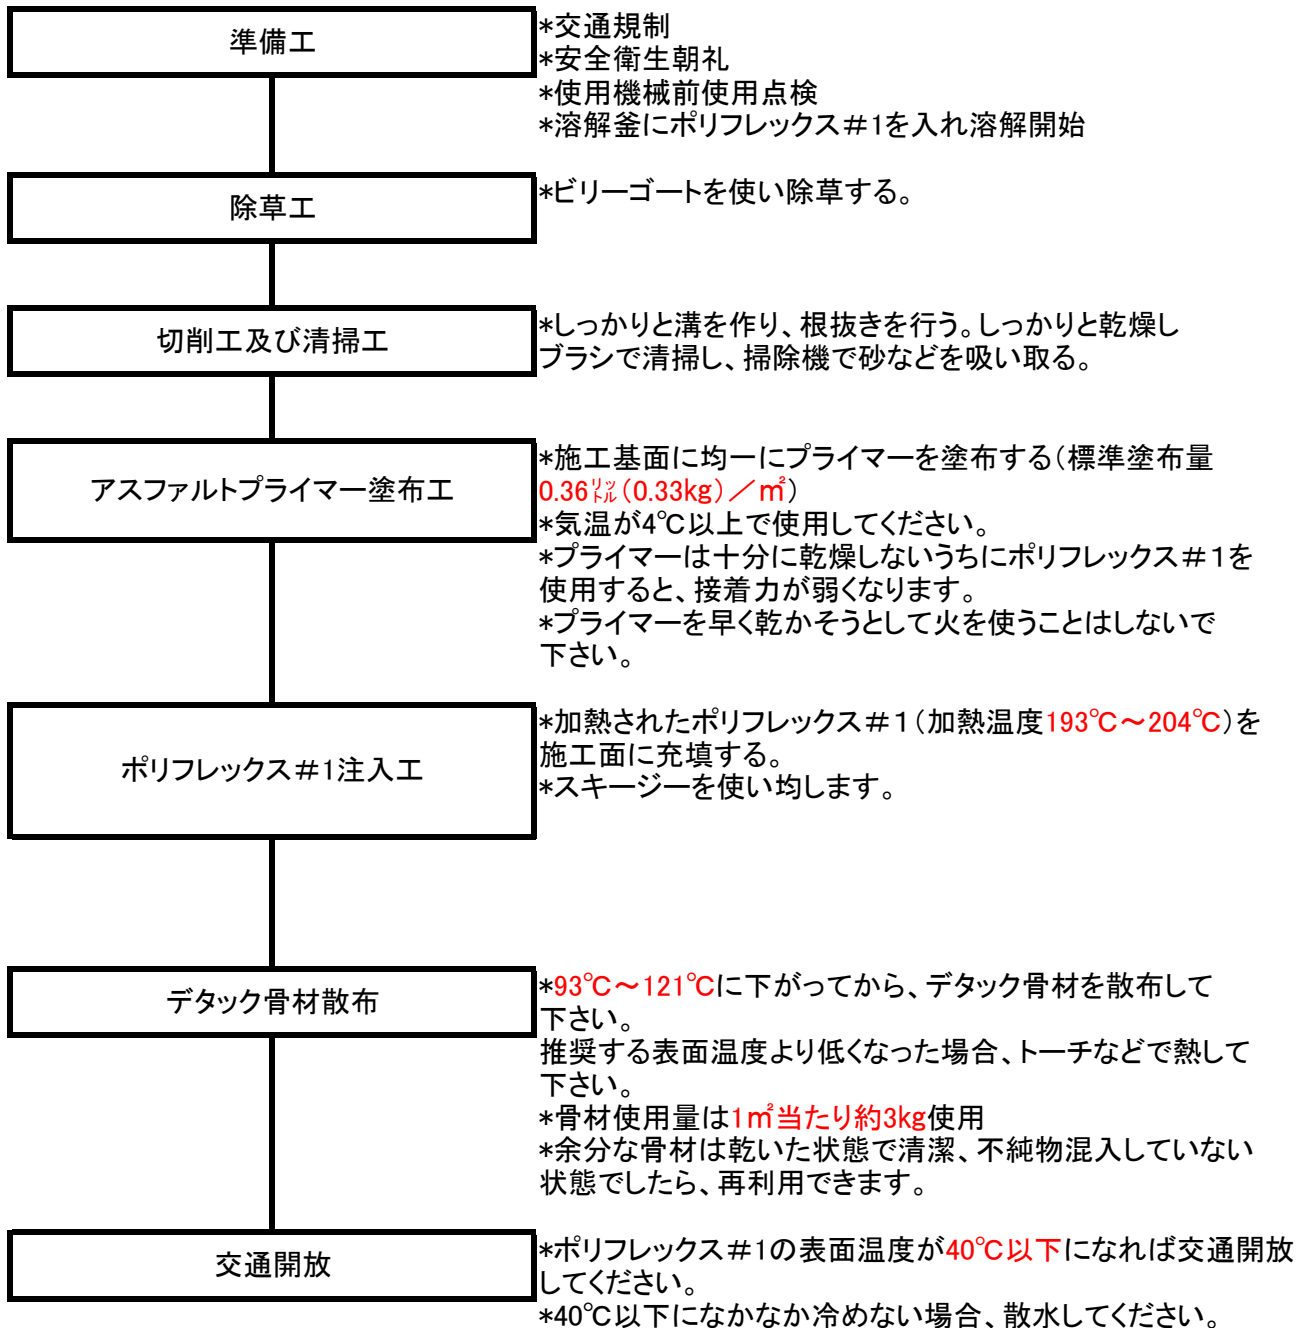 準備工
*交通規制
*安全衛生朝礼
*使用機械前使用点検
*溶解釜にポリフレックス＃1を入れ溶解開始
除草工
*ビリーゴートを使い除草する。
切削工及び清掃工
*しっかりと溝を作り、根抜きを行う。しっかりと乾燥し
ブラシで清掃し、掃除機で砂などを吸い取る。
アスファルトプライマー塗布工
*施工基面に均一にプライマーを塗布する（標準塗布量
0.36㍑（0.33kg）／㎡）
*気温が4℃以上で使用してください。
*プライマーは十分に乾燥しないうちにポリフレックス＃１を
使用すると、接着力が弱くなります。
*プライマーを早く乾かそうとして火を使うことはしないで
下さい。
ポリフレックス＃1注入工
*加熱されたポリフレックス＃１（加熱温度193℃～204℃）を
施工面に充填する。
*スキージーを使い均します。
デタック骨材散布
*93℃～121℃に下がってから、デタック骨材を散布して
下さい。
推奨する表面温度より低くなった場合、トーチなどで熱して
下さい。
*骨材使用量は1㎡当たり約3kg使用
*余分な骨材は乾いた状態で清潔、不純物混入していない
状態でしたら、再利用できます。
交通開放
*ポリフレックス＃1の表面温度が40℃以下になれば交通開放
してください。
*40℃以下になかなか冷めない場合、散水してください。